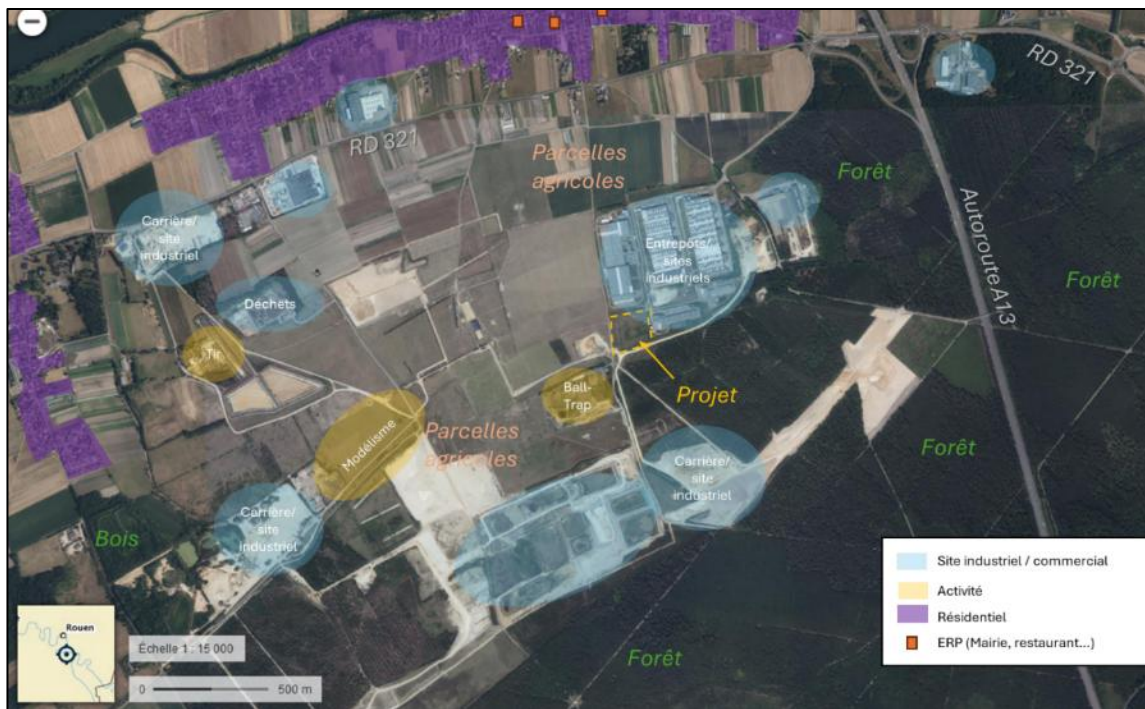 RD 321
RD 321
Parcelles
agricoles
Forêt
Carrière/
site
industriel
Autoroute A13
Entrepôts/
sites
industriels
Forêt
Déchets
Tir
Ball-
Trap
Projet
Modélisme
Parcelles
agricoles
Forêt
Carrière/
site
industriel
Carrière/
site
industriel
Bois
Forêt
Site industriel / commercial
Activité
Résidentiel
ERP (Mairie, restaurant...)
Rouen
Échelle 1 : 15 000
0 500 m